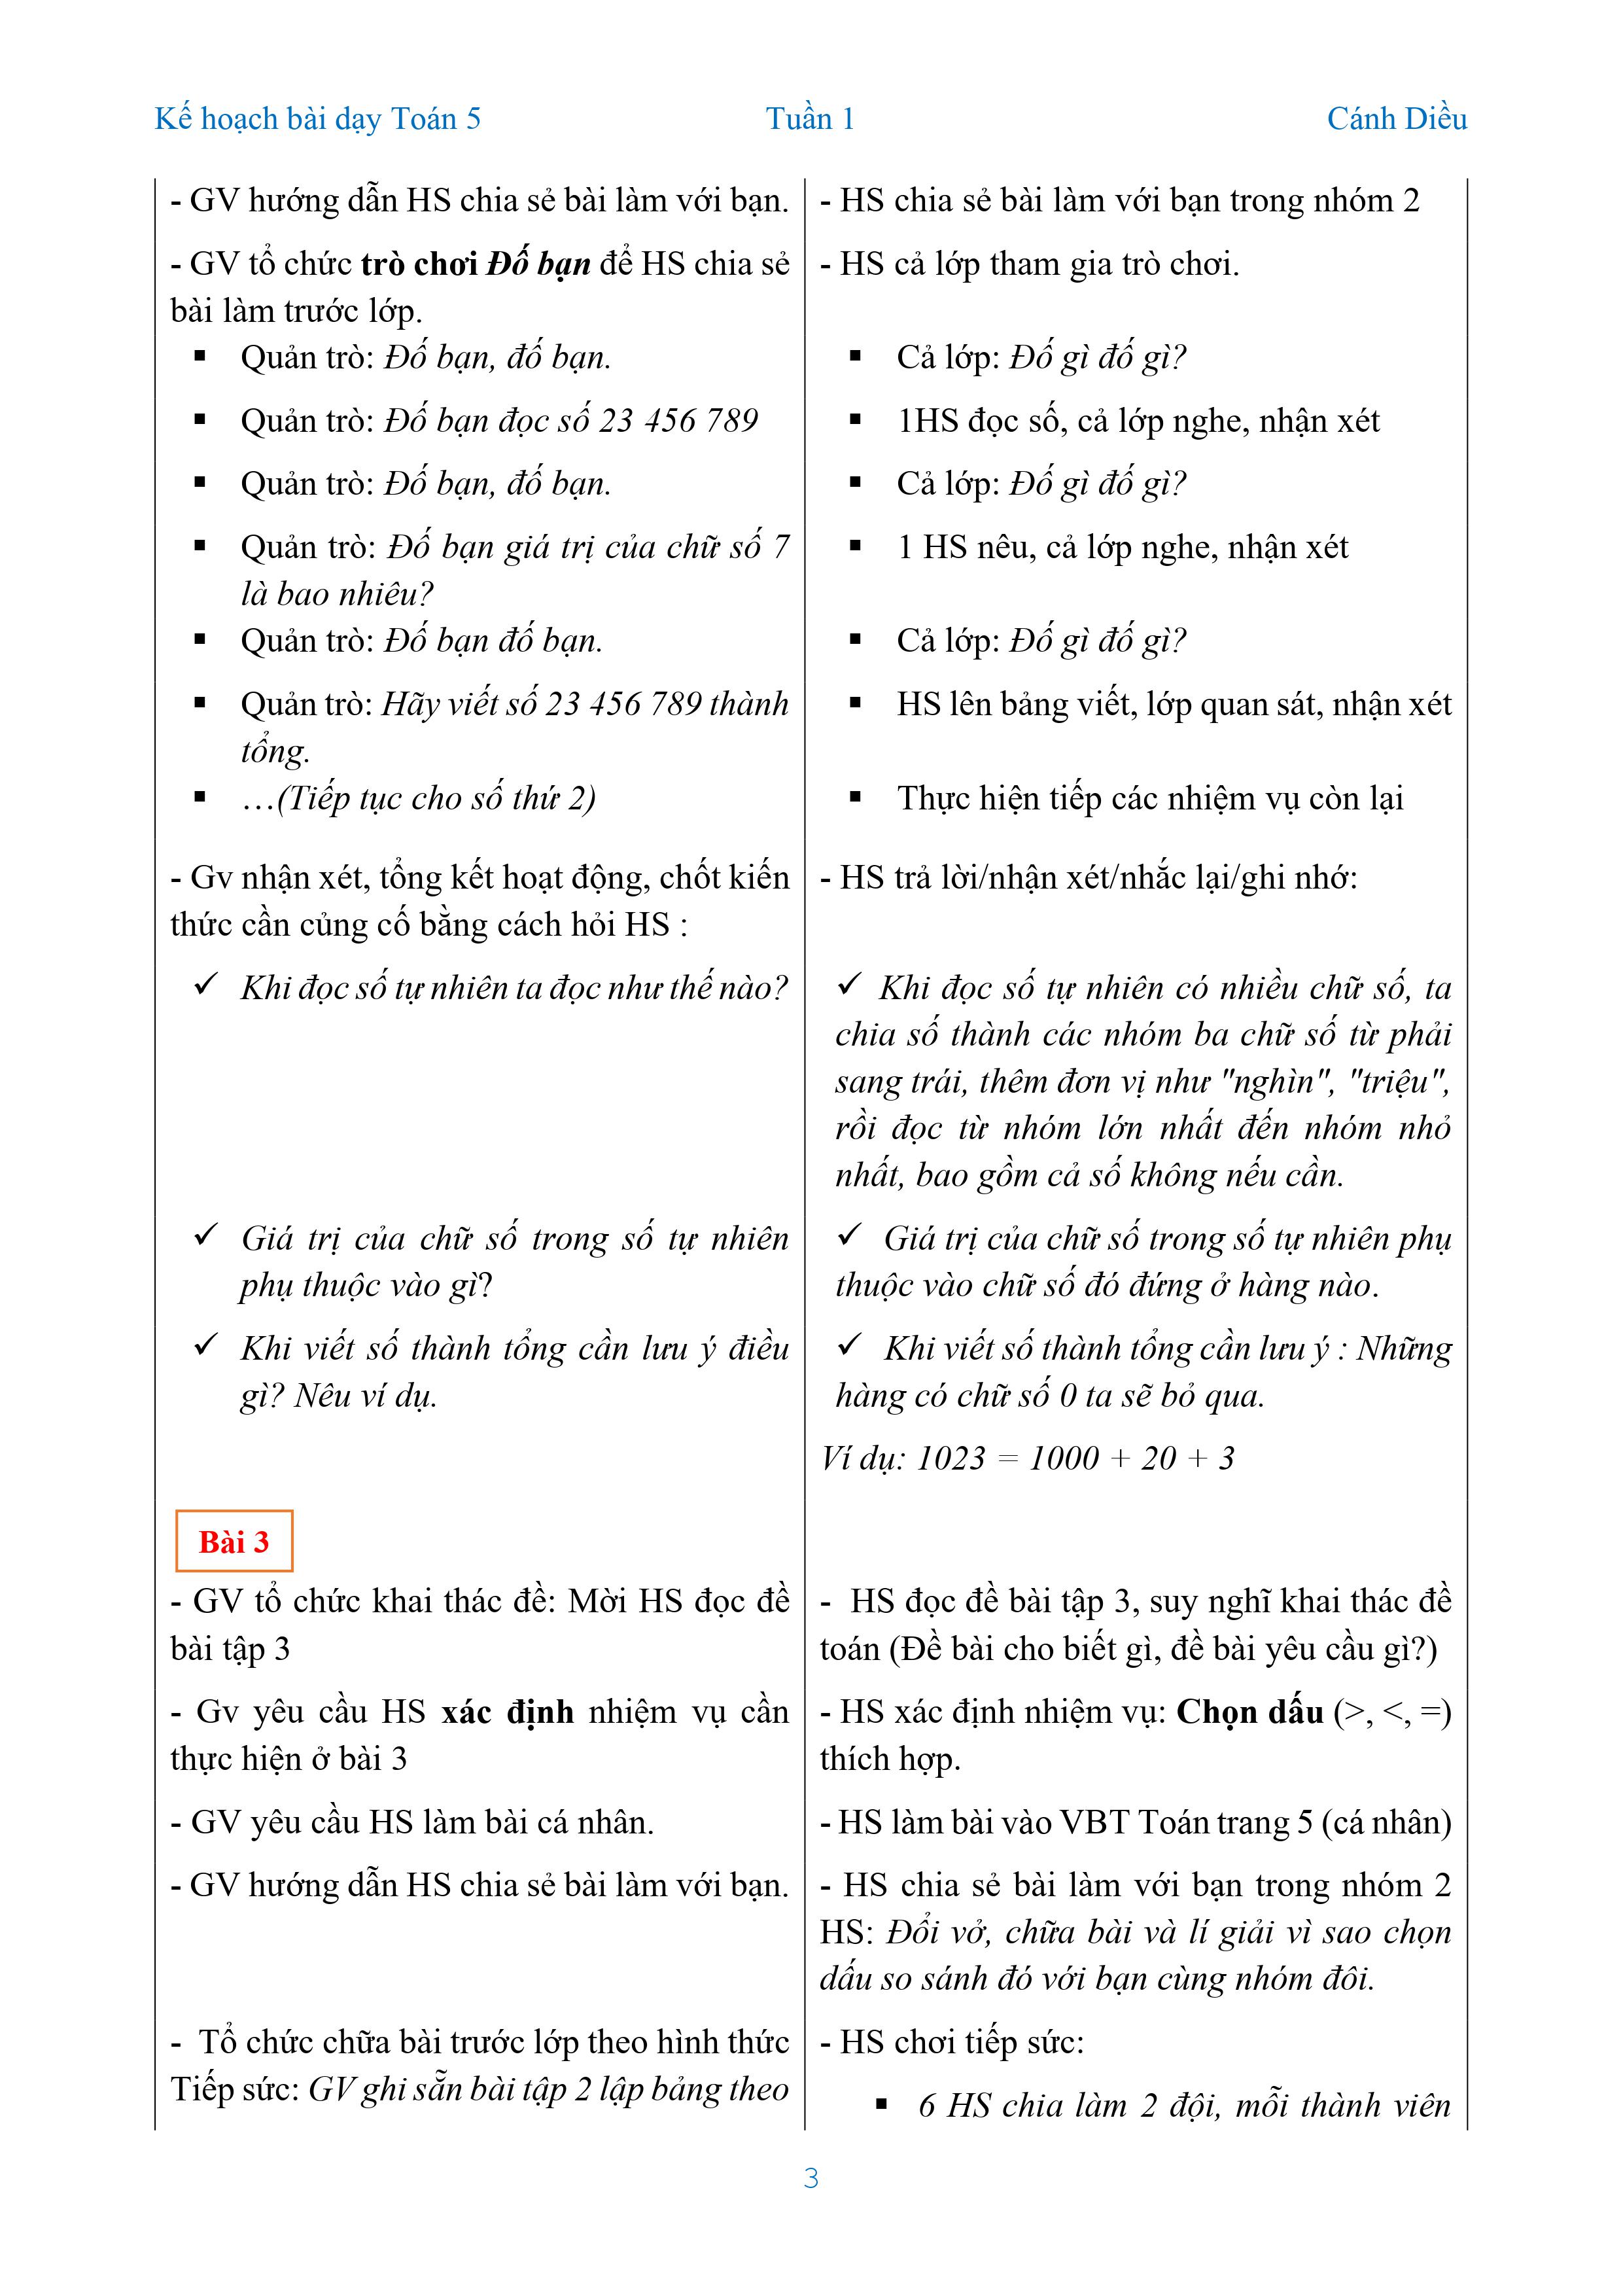 Kế hoạch bài dạy Toán 5 Tuần 1 Cánh Diều
- GV hướng dẫn HS chia sẻ bài làm với bạn.
- HS chia sẻ bài làm với bạn trong nhóm 2
- GV tổ chức trò chơi Đố bạn để HS chia sẻ
bài làm trước lớp.
- HS cả lớp tham gia trò chơi.
▪ Quản trò: Đố bạn, đố bạn.
▪ Cả lớp: Đố gì đố gì?
▪ Quản trò: Đố bạn đọc số 23 456 789
▪ 1HS đọc số, cả lớp nghe, nhận xét
▪ Quản trò: Đố bạn, đố bạn.
▪ Cả lớp: Đố gì đố gì?
▪ Quản trò: Đố bạn giá trị của chữ số 7
là bao nhiêu?
▪ 1 HS nêu, cả lớp nghe, nhận xét
▪ Quản trò: Đố bạn đố bạn.
▪ Cả lớp: Đố gì đố gì?
▪ Quản trò: Hãy viết số 23 456 789 thành
tổng.
▪ HS lên bảng viết, lớp quan sát, nhận xét
▪ …(Tiếp tục cho số thứ 2)
▪ Thực hiện tiếp các nhiệm vụ còn lại
- Gv nhận xét, tổng kết hoạt động, chốt kiến
thức cần củng cố bằng cách hỏi HS :
- HS trả lời/nhận xét/nhắc lại/ghi nhớ:
✓ Khi đọc số tự nhiên ta đọc như thế nào?
✓ Khi đọc số tự nhiên có nhiều chữ số, ta
chia số thành các nhóm ba chữ số từ phải
sang trái, thêm đơn vị như "nghìn", "triệu",
rồi đọc từ nhóm lớn nhất đến nhóm nhỏ
nhất, bao gồm cả số không nếu cần.
✓ Giá trị của chữ số trong số tự nhiên
phụ thuộc vào gì?
✓ Giá trị của chữ số trong số tự nhiên phụ
thuộc vào chữ số đó đứng ở hàng nào.
✓ Khi viết số thành tổng cần lưu ý điều
gì? Nêu ví dụ.
✓ Khi viết số thành tổng cần lưu ý : Những
hàng có chữ số 0 ta sẽ bỏ qua.
Ví dụ: 1023 = 1000 + 20 + 3
Bài 3
- GV tổ chức khai thác đề: Mời HS đọc đề
bài tập 3
- HS đọc đề bài tập 3, suy nghĩ khai thác đề
toán (Đề bài cho biết gì, đề bài yêu cầu gì?)
- Gv yêu cầu HS xác định nhiệm vụ cần
thực hiện ở bài 3
- HS xác định nhiệm vụ: Chọn dấu (>, <, =)
thích hợp.
- GV yêu cầu HS làm bài cá nhân.
- HS làm bài vào VBT Toán trang 5 (cá nhân)
- GV hướng dẫn HS chia sẻ bài làm với bạn.
- HS chia sẻ bài làm với bạn trong nhóm 2
HS: Đổi vở, chữa bài và lí giải vì sao chọn
dấu so sánh đó với bạn cùng nhóm đôi.
- Tổ chức chữa bài trước lớp theo hình thức
Tiếp sức: GV ghi sẵn bài tập 2 lập bảng theo
- HS chơi tiếp sức:
▪ 6 HS chia làm 2 đội, mỗi thành viên
3